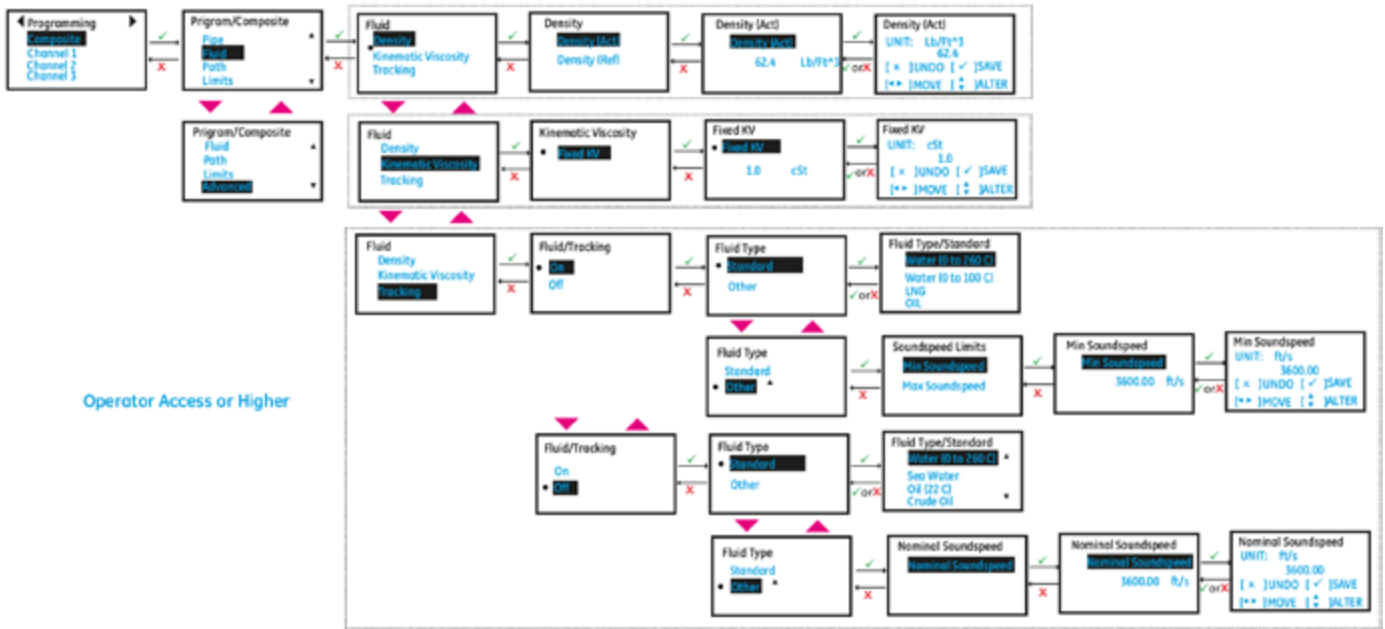 Programming
Composite
Channel 1
Channel 2
Channel 3
Prigram/Composite
Pipe
Fluid
Path
Limits
Fluid
Density
Kinematic Viscosity
Tracking
Density
Density (Act)
Density (Ref)
Density (Act)
Density (Act)
62.4 Lb/Ft^3
Density (Act)
UNIT: Lb/Ft^3
62.4
[ × ]UNDO [ ✓ ]SAVE
[◄►]MOVE [▲▼]ALTER
✓orX
Prigram/Composite
Fluid
Path
Limits
Advanced
Fluid
Density
Kinematic Viscosity
Tracking
Kinematic Viscosity
Fixed KV
Fixed KV
Fixed KV
1.0 cSt
Fixed KV
UNIT: cSt
1.0
[ × ]UNDO [ ✓ ]SAVE
[◄►]MOVE [▲▼]ALTER
✓orX
Fluid
Density
Kinematic Viscosity
Tracking
Fluid/Tracking
On
Off
Fluid Type
Standard
Other
Fluid Type/Standard
Water (0 to 260 C)
Water (0 to 100 C)
LNG
OIL
✓orX
Fluid Type
Standard
Other
Soundspeed Limits
Min Soundspeed
Max Soundspeed
Min Soundspeed
Min Soundspeed
3600.00 ft/s
Min Soundspeed
UNIT: ft/s
3600.00
[ × ]UNDO [ ✓ ]SAVE
[◄►]MOVE [▲▼]ALTER
✓orX
Operator Access or Higher
Fluid/Tracking
On
Off
Fluid Type
Standard
Other
Fluid Type/Standard
Water (0 to 260 C)
Sea Water
Oil (22 C)
Crude Oil
✓orX
Fluid Type
Standard
Other
Nominal Soundspeed
Nominal Soundspeed
Nominal Soundspeed
Nominal Soundspeed
3600.00 ft/s
Nominal Soundspeed
UNIT: ft/s
3600.00
[ × ]UNDO [ ✓ ]SAVE
[◄►]MOVE [▲▼]ALTER
✓orX